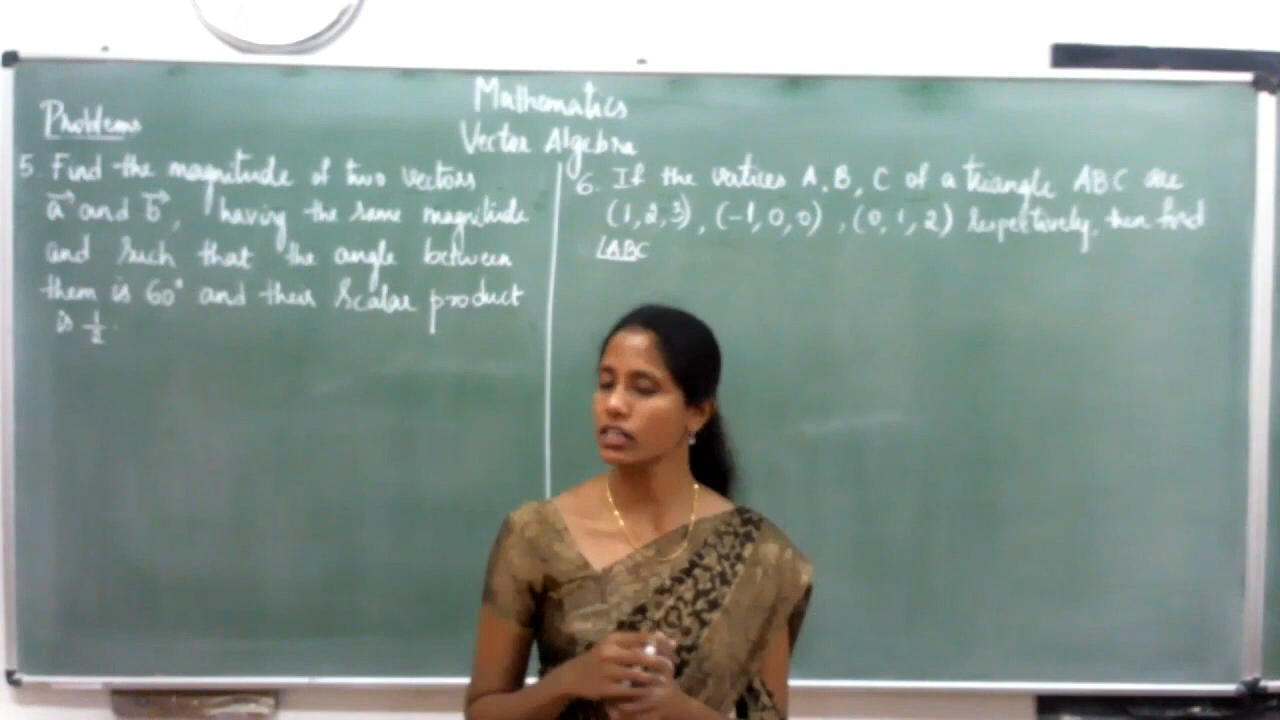 Mathematics
Vector Algebra
Problems
5. Find the magnitude of two vectors
a⃗ and b⃗, having the same magnitude
and such that the angle between
them is 60° and their scalar product
is 1/2.
6. If the vertices A, B, C of a triangle ABC are
(1, 2, 3), (-1, 0, 0), (0, 1, 2) respectively, then find
∠ABC